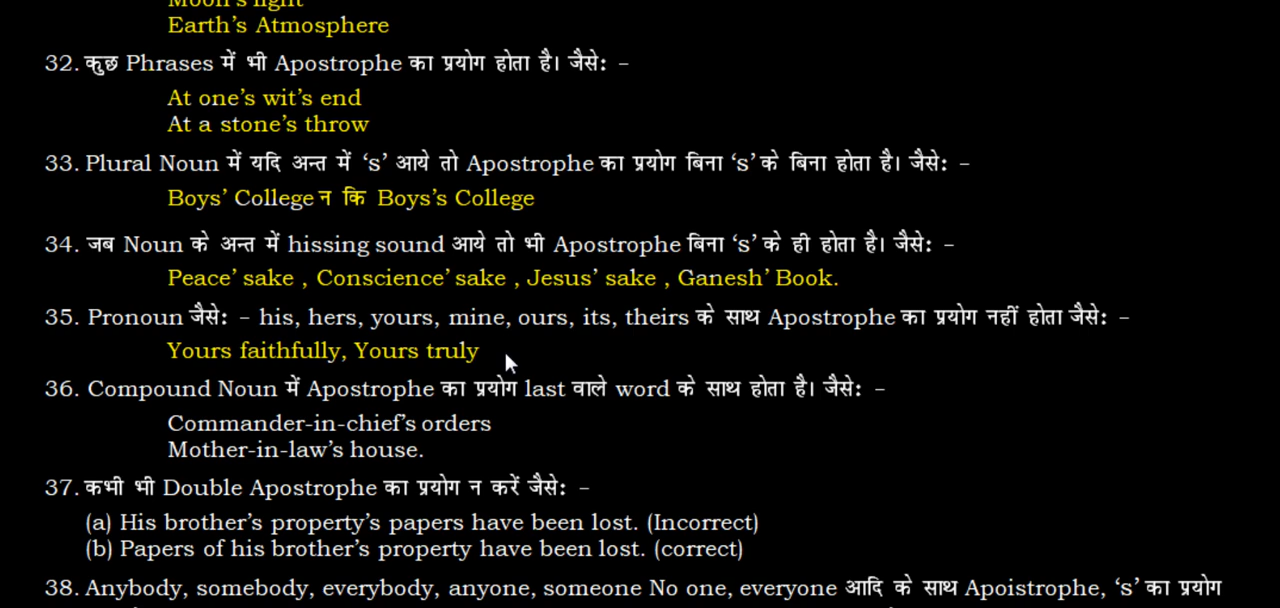 Moon's light
Earth's Atmosphere
32. कुछ Phrases में भी Apostrophe का प्रयोग होता है। जैसे: –
At one's wit's end
At a stone's throw
33. Plural Noun में यदि अन्त में 's' आये तो Apostrophe का प्रयोग बिना 's' के बिना होता है। जैसे: –
Boys' College न कि Boys's College
34. जब Noun के अन्त में hissing sound आये तो भी Apostrophe बिना 's' के ही होता है। जैसे: –
Peace' sake , Conscience' sake , Jesus' sake , Ganesh' Book.
35. Pronoun जैसे: – his, hers, yours, mine, ours, its, theirs के साथ Apostrophe का प्रयोग नहीं होता जैसे: –
Yours faithfully, Yours truly
36. Compound Noun में Apostrophe का प्रयोग last वाले word के साथ होता है। जैसे: –
Commander-in-chief's orders
Mother-in-law's house.
37. कभी भी Double Apostrophe का प्रयोग न करें जैसे: –
(a) His brother's property's papers have been lost. (Incorrect)
(b) Papers of his brother's property have been lost. (correct)
38. Anybody, somebody, everybody, anyone, someone No one, everyone आदि के साथ Apoistrophe, 's' का प्रयोग